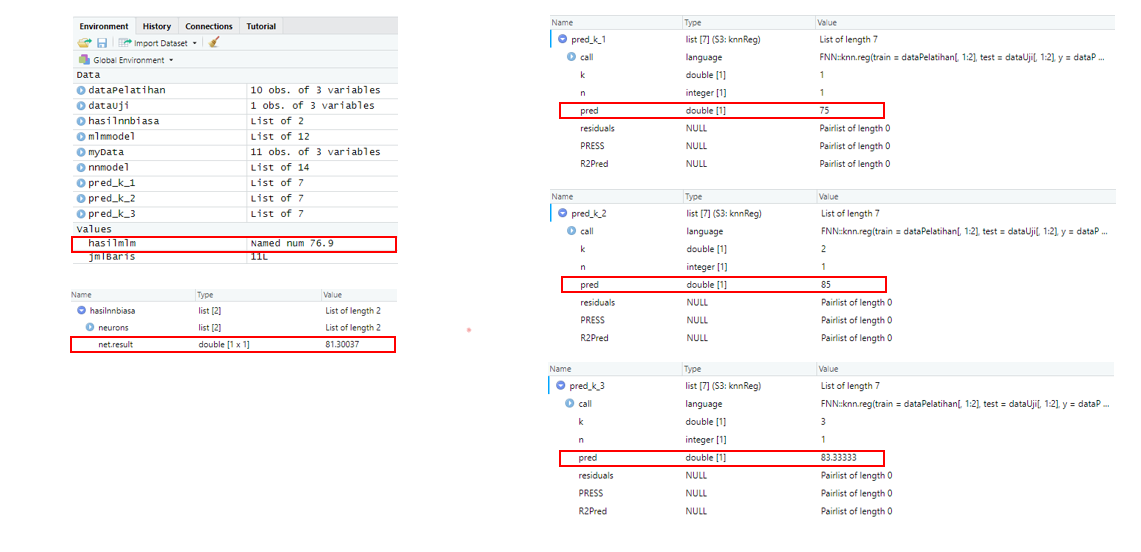 Environment History Connections Tutorial
Import Dataset
Global Environment
Data
dataPelatihan 10 obs. of 3 variables
dataUji 1 obs. of 3 variables
hasilnnbiasa List of 2
mlmmodel List of 12
myData 11 obs. of 3 variables
nnmodel List of 14
pred_k_1 List of 7
pred_k_2 List of 7
pred_k_3 List of 7
Values
hasilmlm Named num 76.9
jmlBaris 11L
Name Type Value
hasilnnbiasa list [2] List of length 2
neurons list [2] List of length 2
net.result double [1 x 1] 81.30037
Name Type Value
pred_k_1 list [7] (S3: knnReg) List of length 7
call language FNN::knn.reg(train = dataPelatihan[, 1:2], test = dataUji[, 1:2], y = dataP ...
k double [1] 1
n integer [1] 1
pred double [1] 75
residuals NULL Pairlist of length 0
PRESS NULL Pairlist of length 0
R2Pred NULL Pairlist of length 0
Name Type Value
pred_k_2 list [7] (S3: knnReg) List of length 7
call language FNN::knn.reg(train = dataPelatihan[, 1:2], test = dataUji[, 1:2], y = dataP ...
k double [1] 2
n integer [1] 1
pred double [1] 85
residuals NULL Pairlist of length 0
PRESS NULL Pairlist of length 0
R2Pred NULL Pairlist of length 0
Name Type Value
pred_k_3 list [7] (S3: knnReg) List of length 7
call language FNN::knn.reg(train = dataPelatihan[, 1:2], test = dataUji[, 1:2], y = dataP ...
k double [1] 3
n integer [1] 1
pred double [1] 83.33333
residuals NULL Pairlist of length 0
PRESS NULL Pairlist of length 0
R2Pred NULL Pairlist of length 0